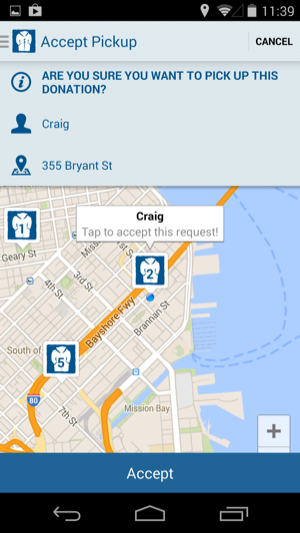 11:39
Accept Pickup
CANCEL
ARE YOU SURE YOU WANT TO PICK UP THIS
DONATION?
Craig
355 Bryant St
Craig
Tap to accept this request!
1
Geary St
Mission St
3rd St
4th St
2
Bayshore Fwy
Brannan St
South of
5
80
7th St
Mission Bay
+
Accept